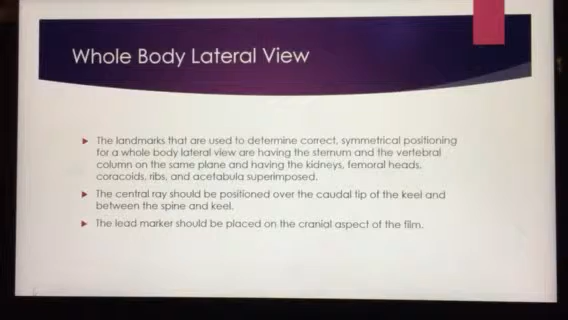 Whole Body Lateral View
The landmarks that are used to determine correct, symmetrical positioning
for a whole body lateral view are having the sternum and the vertebral
column on the same plane and having the kidneys, femoral heads,
coracoids, ribs, and acetabula superimposed.
The central ray should be positioned over the caudal tip of the keel and
between the spine and keel.
The lead marker should be placed on the cranial aspect of the film.